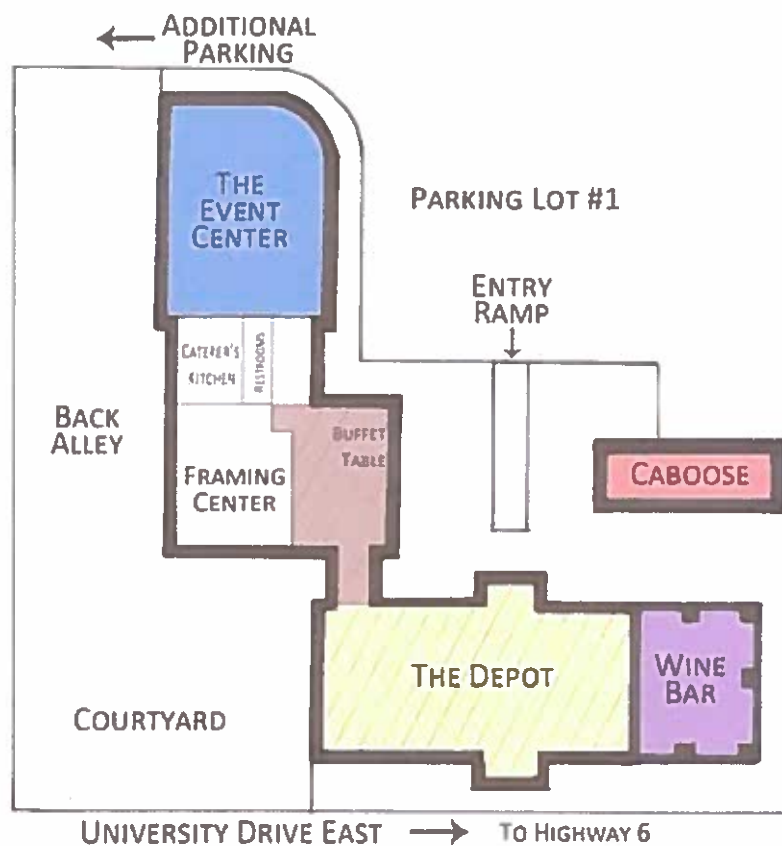 ADDITIONAL
PARKING
THE
EVENT
CENTER
PARKING LOT #1
ENTRY
RAMP
CATERER'S
KITCHEN
RESTROOMS
BACK
ALLEY
BUFFET
TABLE
FRAMING
CENTER
CABOOSE
THE DEPOT
WINE
BAR
COURTYARD
UNIVERSITY DRIVE EAST
TO HIGHWAY 6